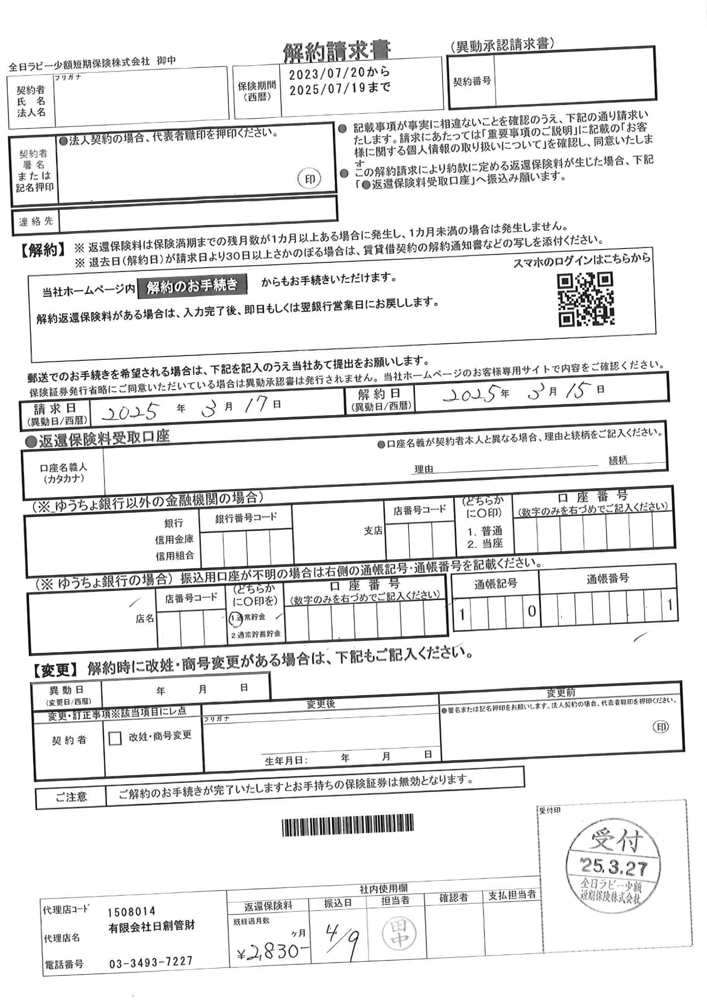 解約請求書
(異動承認請求書)
全日ラビー少額短期保険株式会社 御中
契約者
氏 名
法人名
フリガナ
保険期間
(西暦)
2023/07/20から
2025/07/19まで
契約番号
契約者
署 名
または
記名押印
●法人契約の場合、代表者職印を押印ください。
印
連 絡 先
● 記載事項が事実に相違ないことを確認のうえ、下記の通り請求い
たします。請求にあたっては「重要事項のご説明」に記載の「お客
様に関する個人情報の取り扱いについて」を確認し、同意いたしま
す
● この解約請求により約款に定める返還保険料が生じた場合、下記
「●返還保険料受取口座」へ振込み願います。
【解約】 ※ 返還保険料は保険満期までの残月数が1カ月以上ある場合に発生し、1カ月未満の場合は発生しません。
※ 退去日(解約日)が請求日より30日以上さかのぼる場合は、賃貸借契約の解約通知書などの写しを添付ください。
スマホのログインはこちらから
当社ホームページ内 解約のお手続き からもお手続きいただけます。
解約返還保険料がある場合は、入力完了後、即日もしくは翌銀行営業日にお戻しします。
郵送でのお手続きを希望される場合は、下記を記入のうえ当社あて提出をお願いします。
保険証券発行省略にご同意いただいている場合は異動承認書は発行されません。当社ホームページのお客様専用サイトで内容をご確認ください。
請 求 日
(異動日/西暦)
2025 年 3 月 17 日
解 約 日
(異動日/西暦)
2025 年 3 月 15 日
●返還保険料受取口座
●口座名義が契約者本人と異なる場合、理由と続柄をご記入ください。
口座名義人
(カタカナ)
理由
続柄
(※ ゆうちょ銀行以外の金融機関の場合)
銀行
信用金庫
信用組合
銀行番号コード
支店
店番号コード
(どちらか
に○印)
1. 普通
2. 当座
口 座 番 号
(数字のみを右づめでご記入ください)
(※ ゆうちょ銀行の場合) 振込用口座が不明の場合は右側の通帳記号・通帳番号を記載ください。
店名
店番号コード
(どちらか
に○印を)
1.通常貯金
2.通常貯蓄貯金
口 座 番 号
(数字のみを右づめでご記入ください)
通帳記号
1 0
通帳番号
1
【変更】 解約時に改姓・商号変更がある場合は、下記もご記入ください。
異 動 日
(変更日/西暦)
年 月 日
変更・訂正事項※該当項目にレ点
変更後
変更前
契 約 者
□ 改姓・商号変更
フリガナ
生年月日: 年 月 日
●署名または記名押印をお願いします。法人契約の場合、代表者職印を押印ください。
印
ご注意
ご解約のお手続きが完了いたしますとお手持ちの保険証券は無効となります。
受付印
受付
'25.3.27
全日ラビー少額
短期保険株式会社
代理店コード 1508014
代理店名 有限会社日創管財
電話番号 03-3493-7227
社内使用欄
返還保険料
既経過月数
ヶ月
¥2,830-
振込日
4/9
担当者
田中
確認者
支払担当者